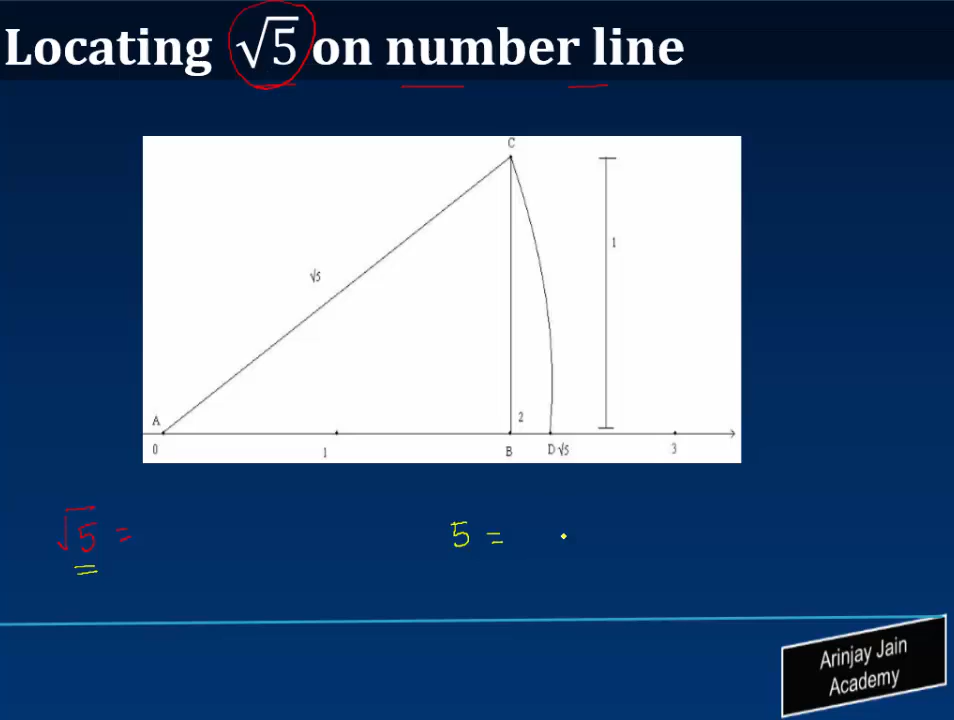 Locating √5 on number line
C
1
√5
A
2
0
1
B
D √5
3
√5 =
5 =
Arinjay Jain
Academy